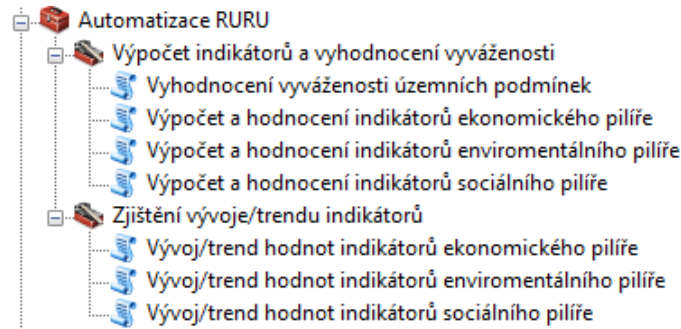 Automatizace RURU
Výpočet indikátorů a vyhodnocení vyváženosti
Vyhodnocení vyváženosti územních podmínek
Výpočet a hodnocení indikátorů ekonomického pilíře
Výpočet a hodnocení indikátorů enviromentálního pilíře
Výpočet a hodnocení indikátorů sociálního pilíře
Zjištění vývoje/trendu indikátorů
Vývoj/trend hodnot indikátorů ekonomického pilíře
Vývoj/trend hodnot indikátorů enviromentálního pilíře
Vývoj/trend hodnot indikátorů sociálního pilíře